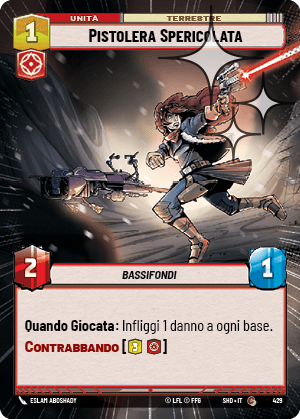 UNITÀ
TERRESTRE
1
PISTOLERA SPERICOLATA
2
BASSIFONDI
1
Quando Giocata: Infliggi 1 danno a ogni base.
CONTRABBANDO [3]
ESLAM ABOSHADY
© LFL © FFG
SHD • IT
429